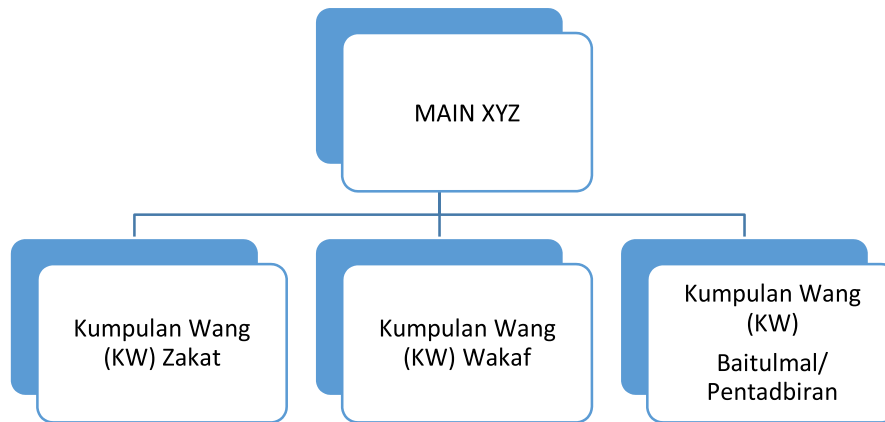 MAIN XYZ
Kumpulan Wang
(KW) Zakat
Kumpulan Wang
(KW) Wakaf
Kumpulan Wang
(KW)
Baitulmal/
Pentadbiran